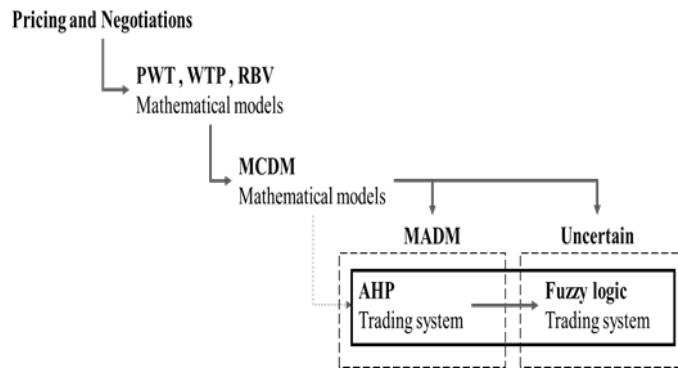 Pricing and Negotiations
PWT , WTP , RBV
Mathematical models
MCDM
Mathematical models
MADM
Uncertain
AHP
Trading system
Fuzzy logic
Trading system